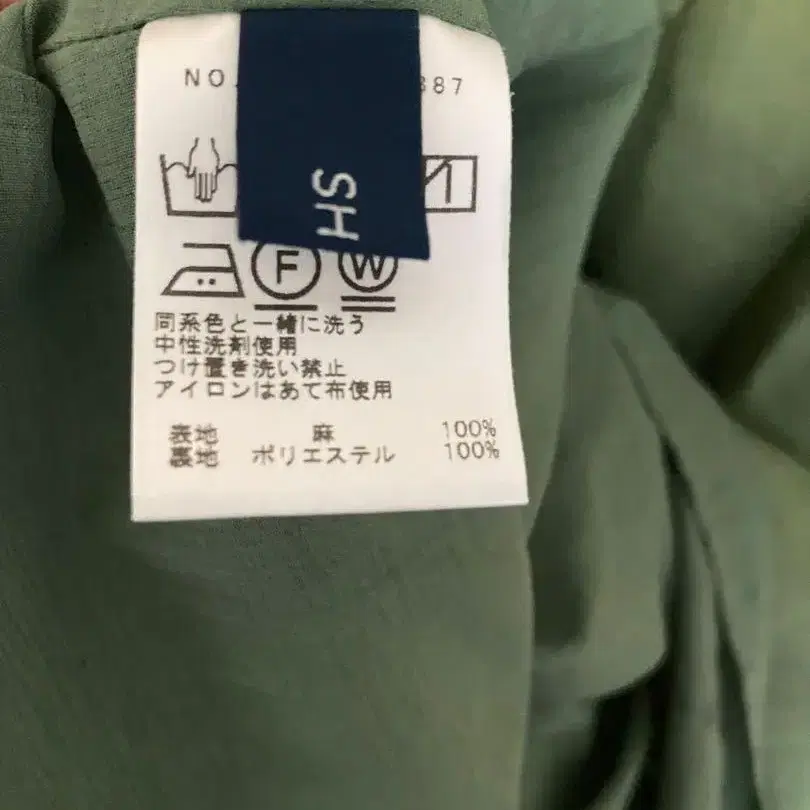 NO. 387
SH
F W
同系色と一緒に洗う
中性洗剤使用
つけ置き洗い禁止
アイロンはあて布使用
表地 麻 100%
裏地 ポリエステル 100%